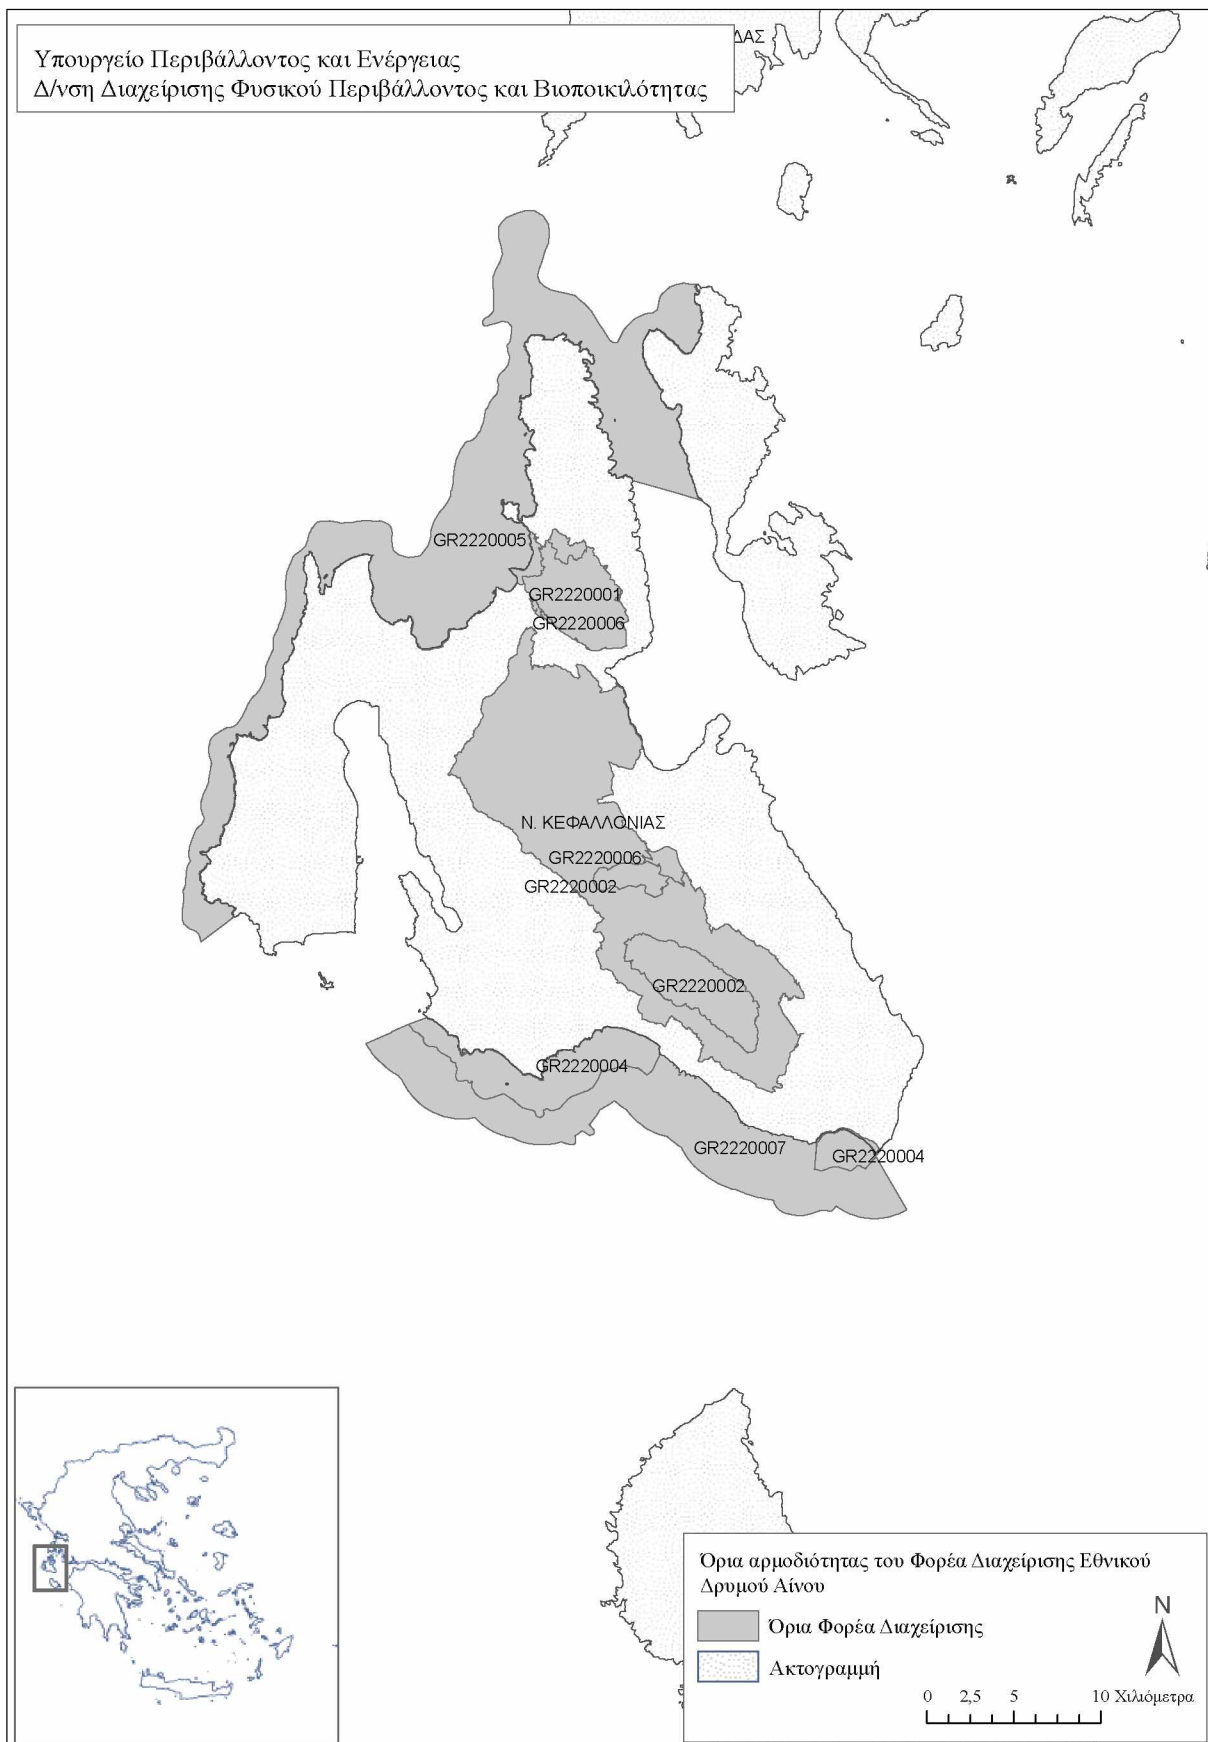 Υπουργείο Περιβάλλοντος και Ενέργειας
Δ/νση Διαχείρισης Φυσικού Περιβάλλοντος και Βιοποικιλότητας
ΔΑΣ
GR2220005
GR2220001
GR2220006
Ν. ΚΕΦΑΛΛΟΝΙΑΣ
GR2220006
GR2220002
GR2220002
GR2220004
GR2220007
GR2220004
Όρια αρμοδιότητας του Φορέα Διαχείρισης Εθνικού
Δρυμού Αίνου
Όρια Φορέα Διαχείρισης
Ακτογραμμή
N
0 2,5 5 10 Χιλιόμετρα